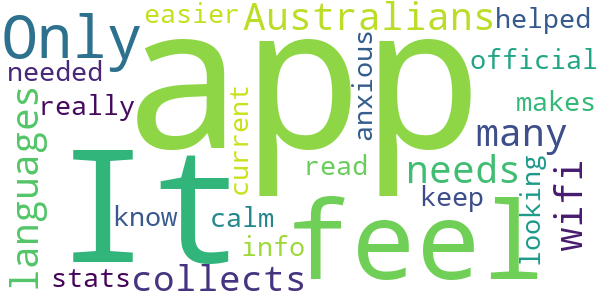 easier
Australians
helped
Only
app
official
needed
anxious
really
makes
languages
current
It
many
read
needs
looking
wifi
feel
keep
know
calm
info
stats
collects